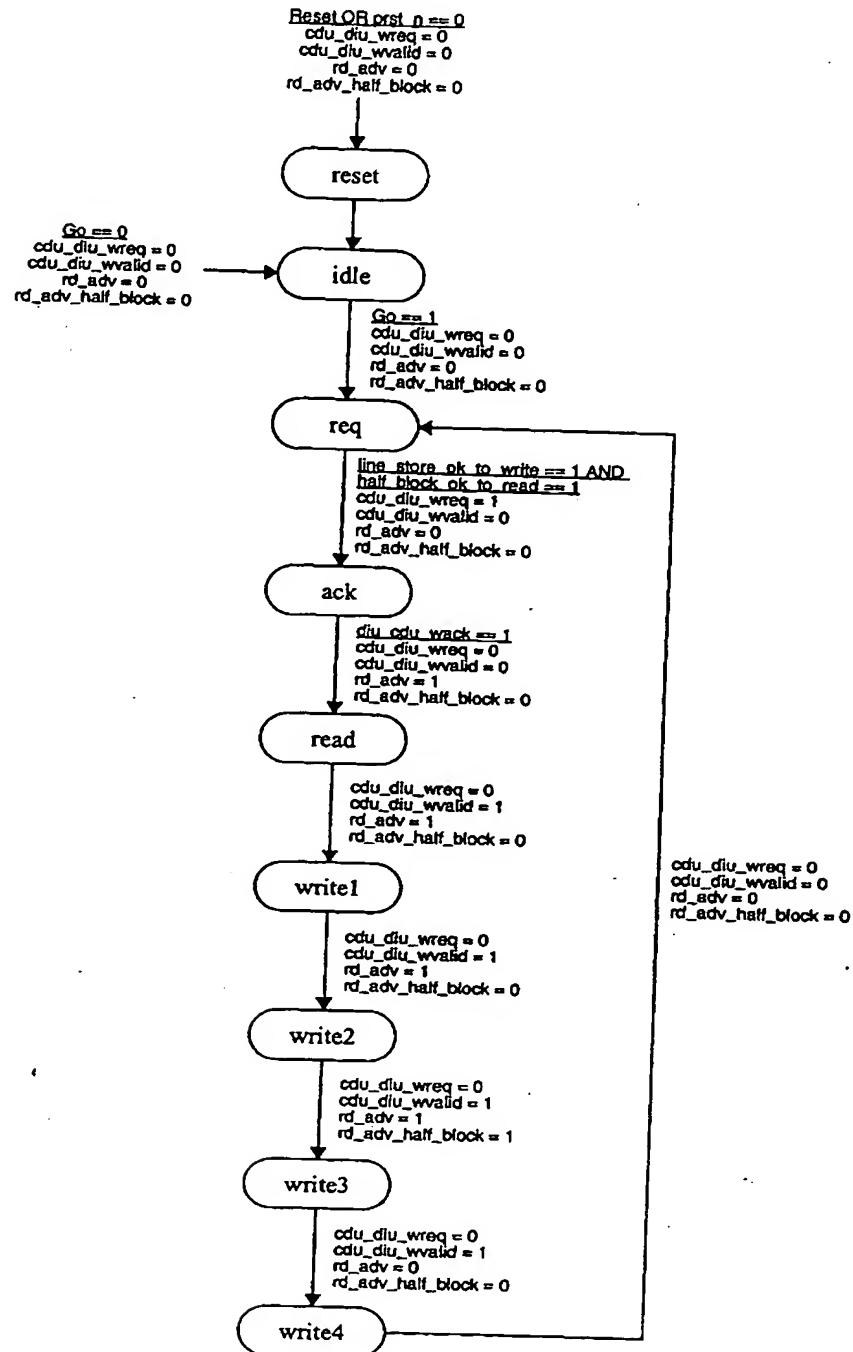 Reset OR prst_n == 0
cdu_diu_wreq = 0
cdu_diu_wvalid = 0
rd_adv = 0
rd_adv_half_block = 0
reset
Go == 0
cdu_diu_wreq = 0
cdu_diu_wvalid = 0
rd_adv = 0
rd_adv_half_block = 0
idle
Go == 1
cdu_diu_wreq = 0
cdu_diu_wvalid = 0
rd_adv = 0
rd_adv_half_block = 0
req
line_store_ok_to_write == 1 AND
half_block_ok_to_read == 1
cdu_diu_wreq = 1
cdu_diu_wvalid = 0
rd_adv = 0
rd_adv_half_block = 0
ack
diu_cdu_wack == 1
cdu_diu_wreq = 0
cdu_diu_wvalid = 0
rd_adv = 1
rd_adv_half_block = 0
read
cdu_diu_wreq = 0
cdu_diu_wvalid = 1
rd_adv = 1
rd_adv_half_block = 0
cdu_diu_wreq = 0
cdu_diu_wvalid = 0
rd_adv = 0
rd_adv_half_block = 0
write1
cdu_diu_wreq = 0
cdu_diu_wvalid = 1
rd_adv = 1
rd_adv_half_block = 0
write2
cdu_diu_wreq = 0
cdu_diu_wvalid = 1
rd_adv = 1
rd_adv_half_block = 1
write3
cdu_diu_wreq = 0
cdu_diu_wvalid = 1
rd_adv = 0
rd_adv_half_block = 0
write4